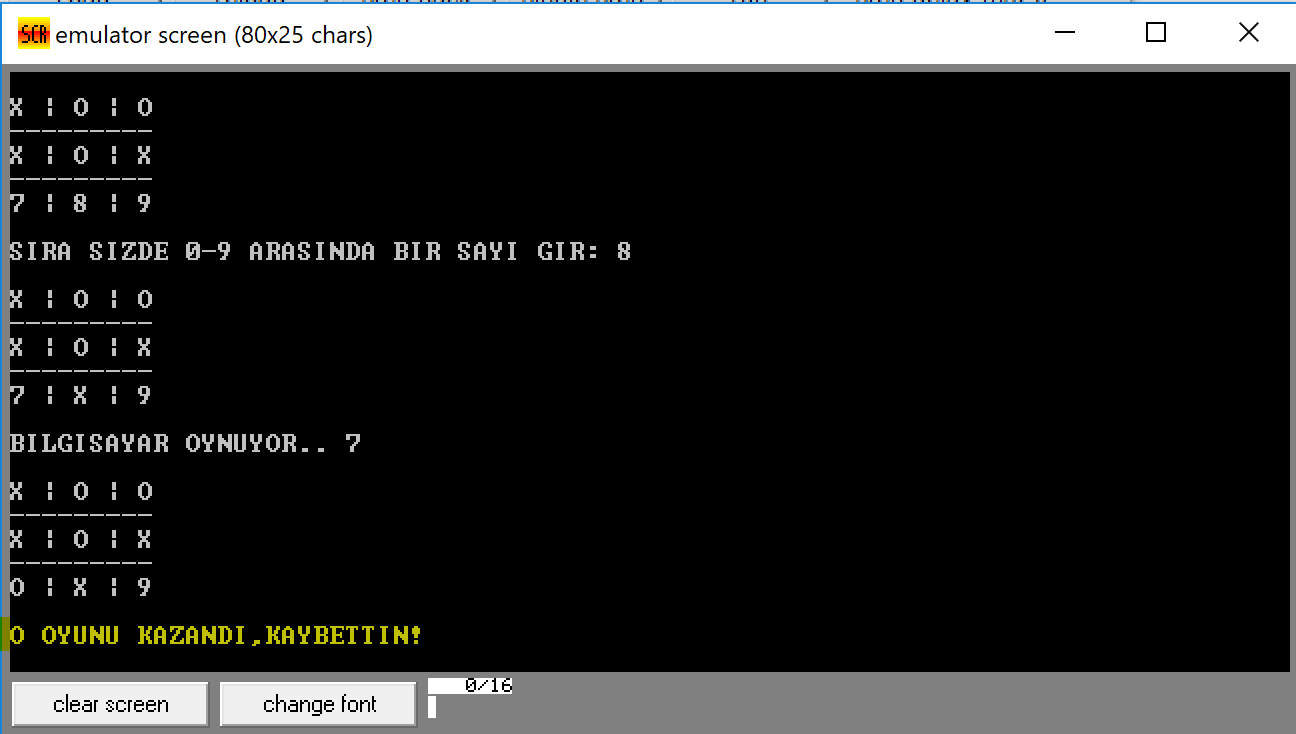 SCR emulator screen (80x25 chars)
X | O | O
---------
X | O | X
---------
7 | 8 | 9
SIRA SIZDE 0-9 ARASINDA BIR SAYI GIR: 8
X | O | O
---------
X | O | X
---------
7 | X | 9
BILGISAYAR OYNUYOR.. 7
X | O | O
---------
X | O | X
---------
O | X | 9
O OYUNU KAZANDI,KAYBETTIN!
clear screen change font 0/16